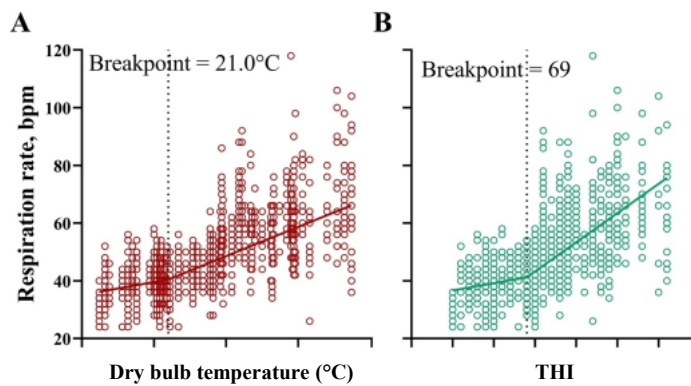 A
B
Breakpoint = 21.0°C
Breakpoint = 69
Respiration rate, bpm
120
100
80
60
40
20
Dry bulb temperature (°C)
THI